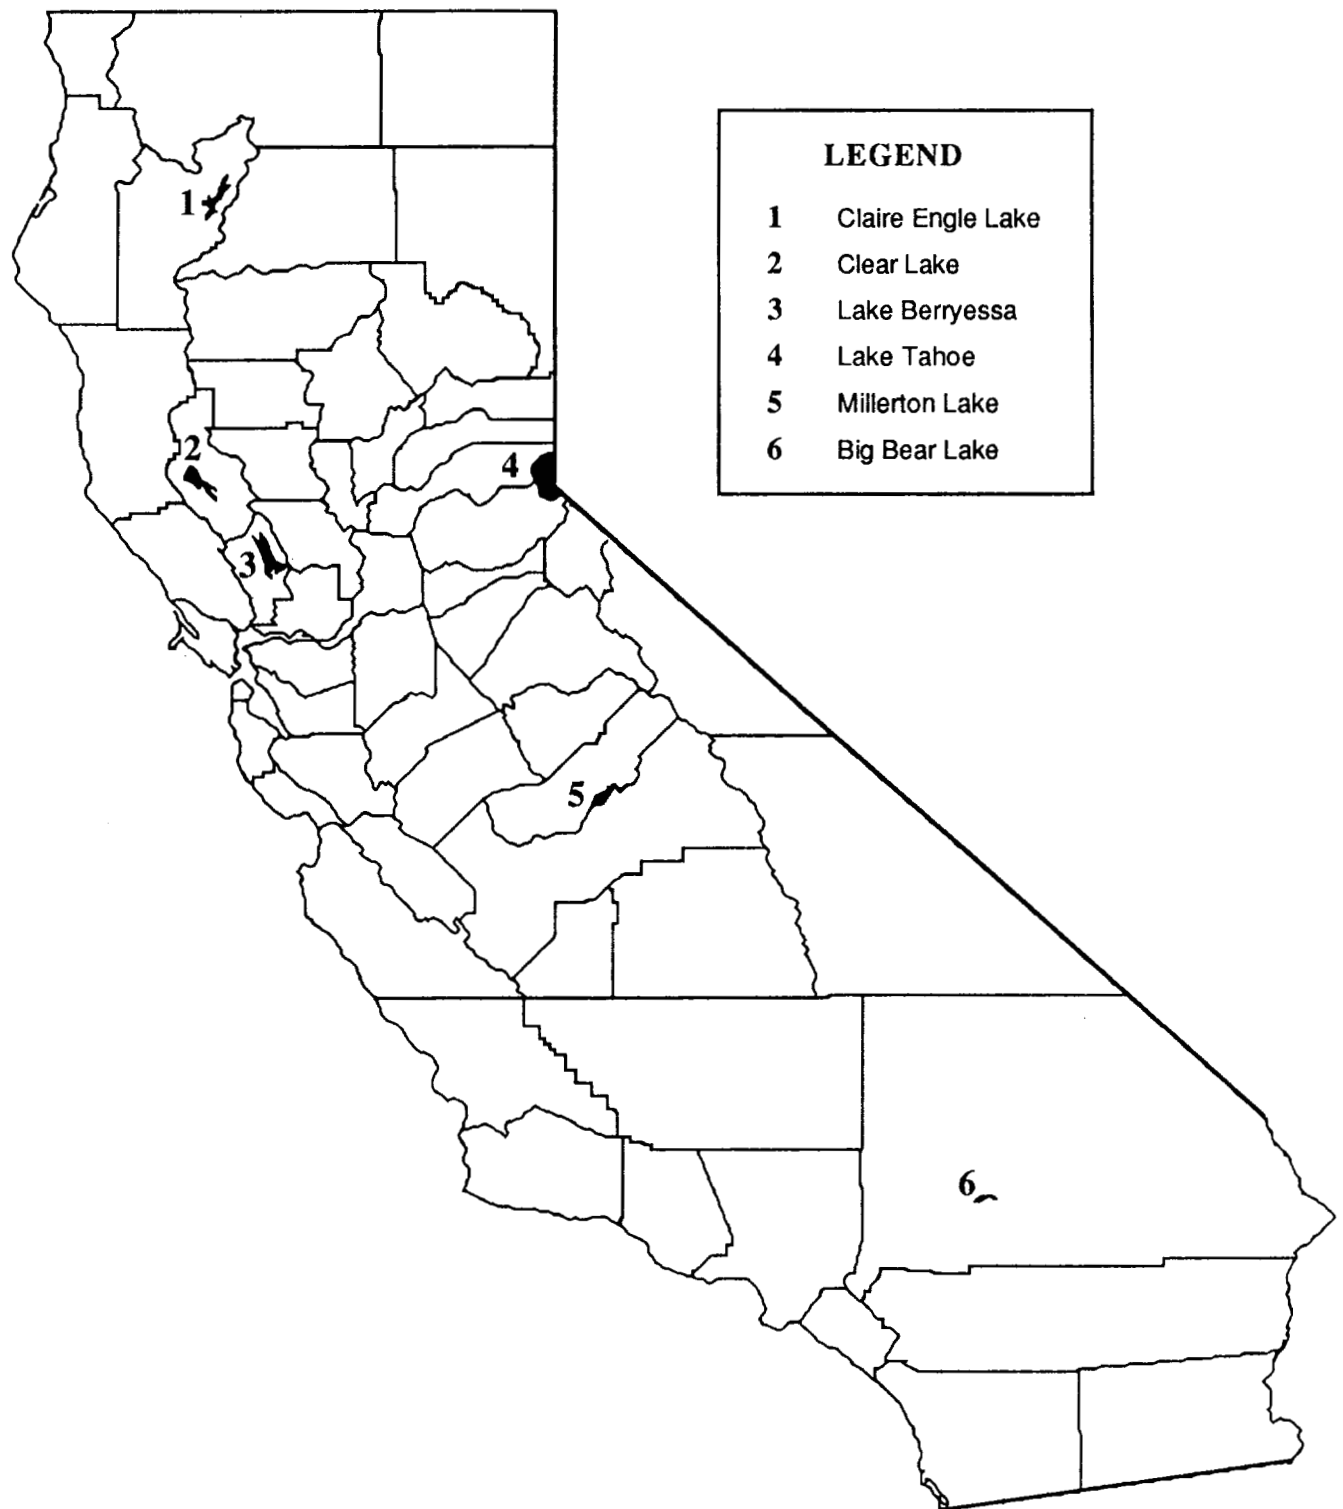 LEGEND
1 Claire Engle Lake
2 Clear Lake
3 Lake Berryessa
4 Lake Tahoe
5 Millerton Lake
6 Big Bear Lake
1
2
4
3
5
6